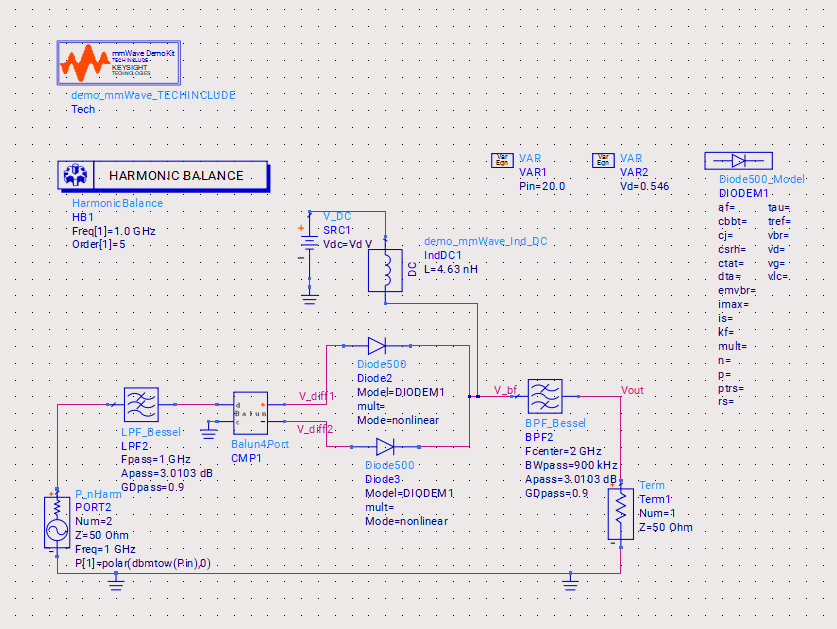 mmWave DemoKit
TECHINCLUDE
KEYSIGHT
TECHNOLOGIES
demo_mmWave_TECHINCLUDE
Tech
HARMONIC BALANCE
HarmonicBalance
HB1
Freq[1]=1.0 GHz
Order[1]=5
Var
Eqn
VAR
VAR1
Pin=20.0
Var
Eqn
VAR
VAR2
Vd=0.546
Diode500_Model
DIODEM1
af=
cbbt=
cj=
csrh=
ctat=
dta=
emvbr=
imax=
is=
kf=
mult=
n=
p=
ptrs=
rs=
tau=
tref=
vbr=
vd=
vg=
vlc=
+
V_DC
SRC1
Vdc=Vd V
-
DC
demo_mmWave_Ind_DC
IndDC1
L=4.63 nH
Diode500
Diode2
Model=DIODEM1
mult=
Mode=nonlinear
V_diff1
V_diff2
Diode500
Diode3
Model=DIODEM1
mult=
Mode=nonlinear
LPF_Bessel
LPF2
Fpass=1 GHz
Apass=3.0103 dB
GDpass=0.9
d +
Balun
c -
Balun4Port
CMP1
V_bf
BPF_Bessel
BPF2
Fcenter=2 GHz
BWpass=900 kHz
Apass=3.0103 dB
GDpass=0.9
Vout
+
P_nHarm
PORT2
Num=2
Z=50 Ohm
Freq=1 GHz
P[1]=polar(dbmtow(Pin),0)
-
+
Term
Term1
Num=1
Z=50 Ohm
-